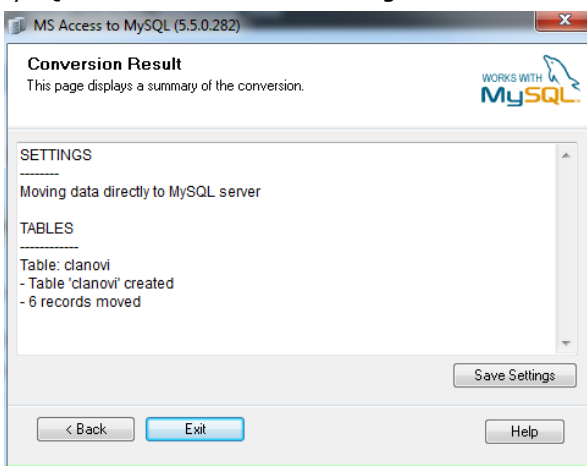 MS Access to MySQL (5.5.0.282)
Conversion Result
This page displays a summary of the conversion.
WORKS WITH
MySQL
SETTINGS
--------
Moving data directly to MySQL server
TABLES
------------
Table: clanovi
- Table 'clanovi' created
- 6 records moved
Save Settings
< Back
Exit
Help